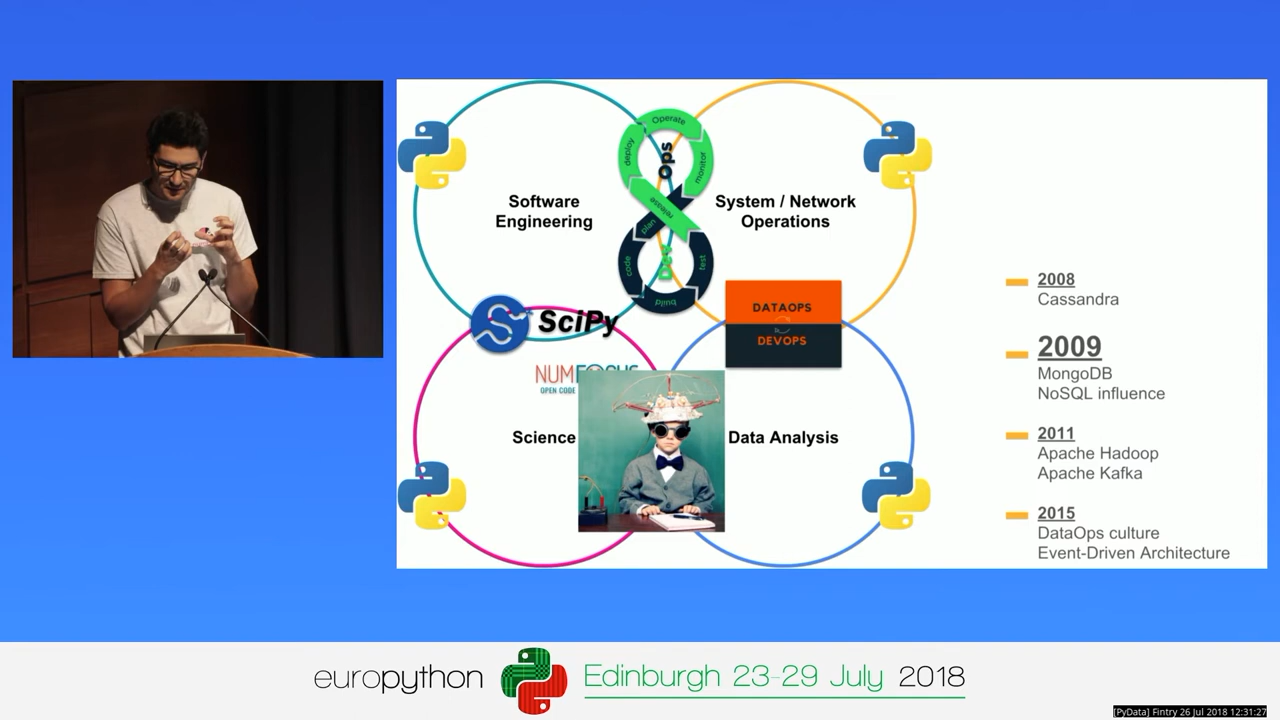 Operate
deploy
Ops
monitor
release
plan
code
Dev
test
build
Software
Engineering
System / Network
Operations
SciPy
DATAOPS
DEVOPS
OPEN CODE
Science
Data Analysis
2008
Cassandra
2009
MongoDB
NoSQL influence
2011
Apache Hadoop
Apache Kafka
2015
DataOps culture
Event-Driven Architecture
europython
Edinburgh 23-29 July 2018
[PyData] Fintry 26 Jul 2018 12:31:27